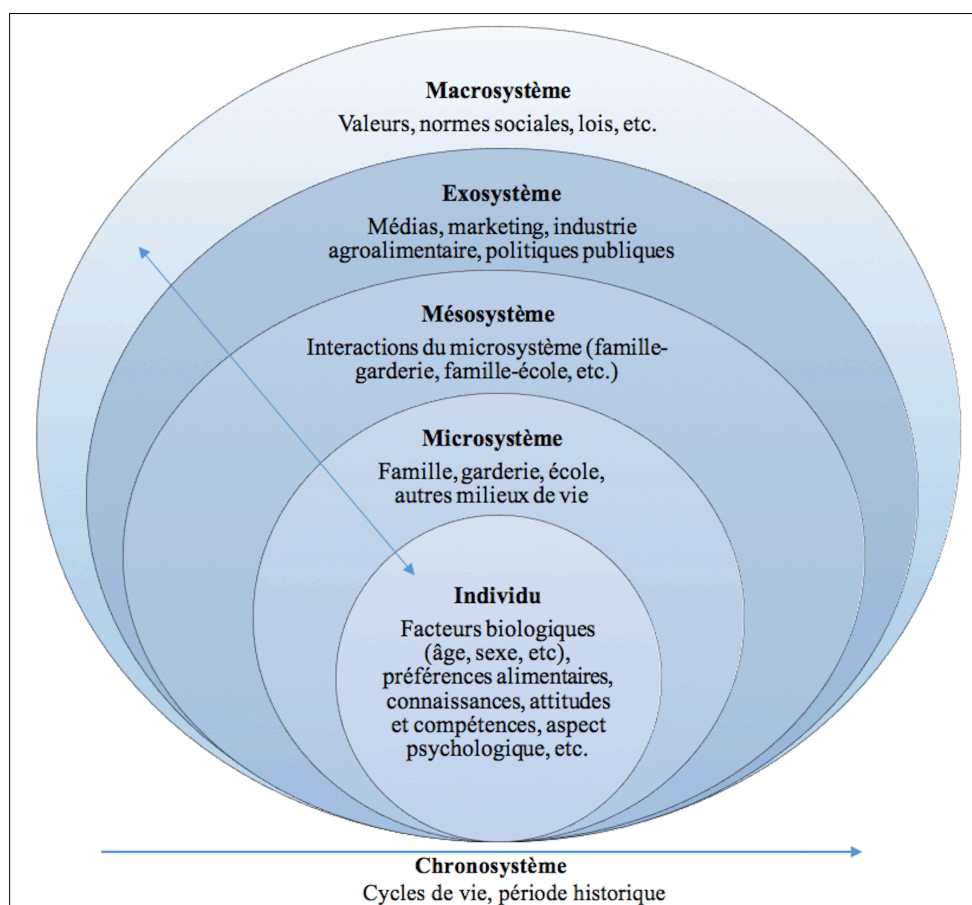 Macrosystème
Valeurs, normes sociales, lois, etc.
Exosystème
Médias, marketing, industrie
agroalimentaire, politiques publiques
Mésosystème
Interactions du microsystème (famille-
garderie, famille-école, etc.)
Microsystème
Famille, garderie, école,
autres milieux de vie
Individu
Facteurs biologiques
(âge, sexe, etc),
préférences alimentaires,
connaissances, attitudes
et compétences, aspect
psychologique, etc.
Chronosystème
Cycles de vie, période historique